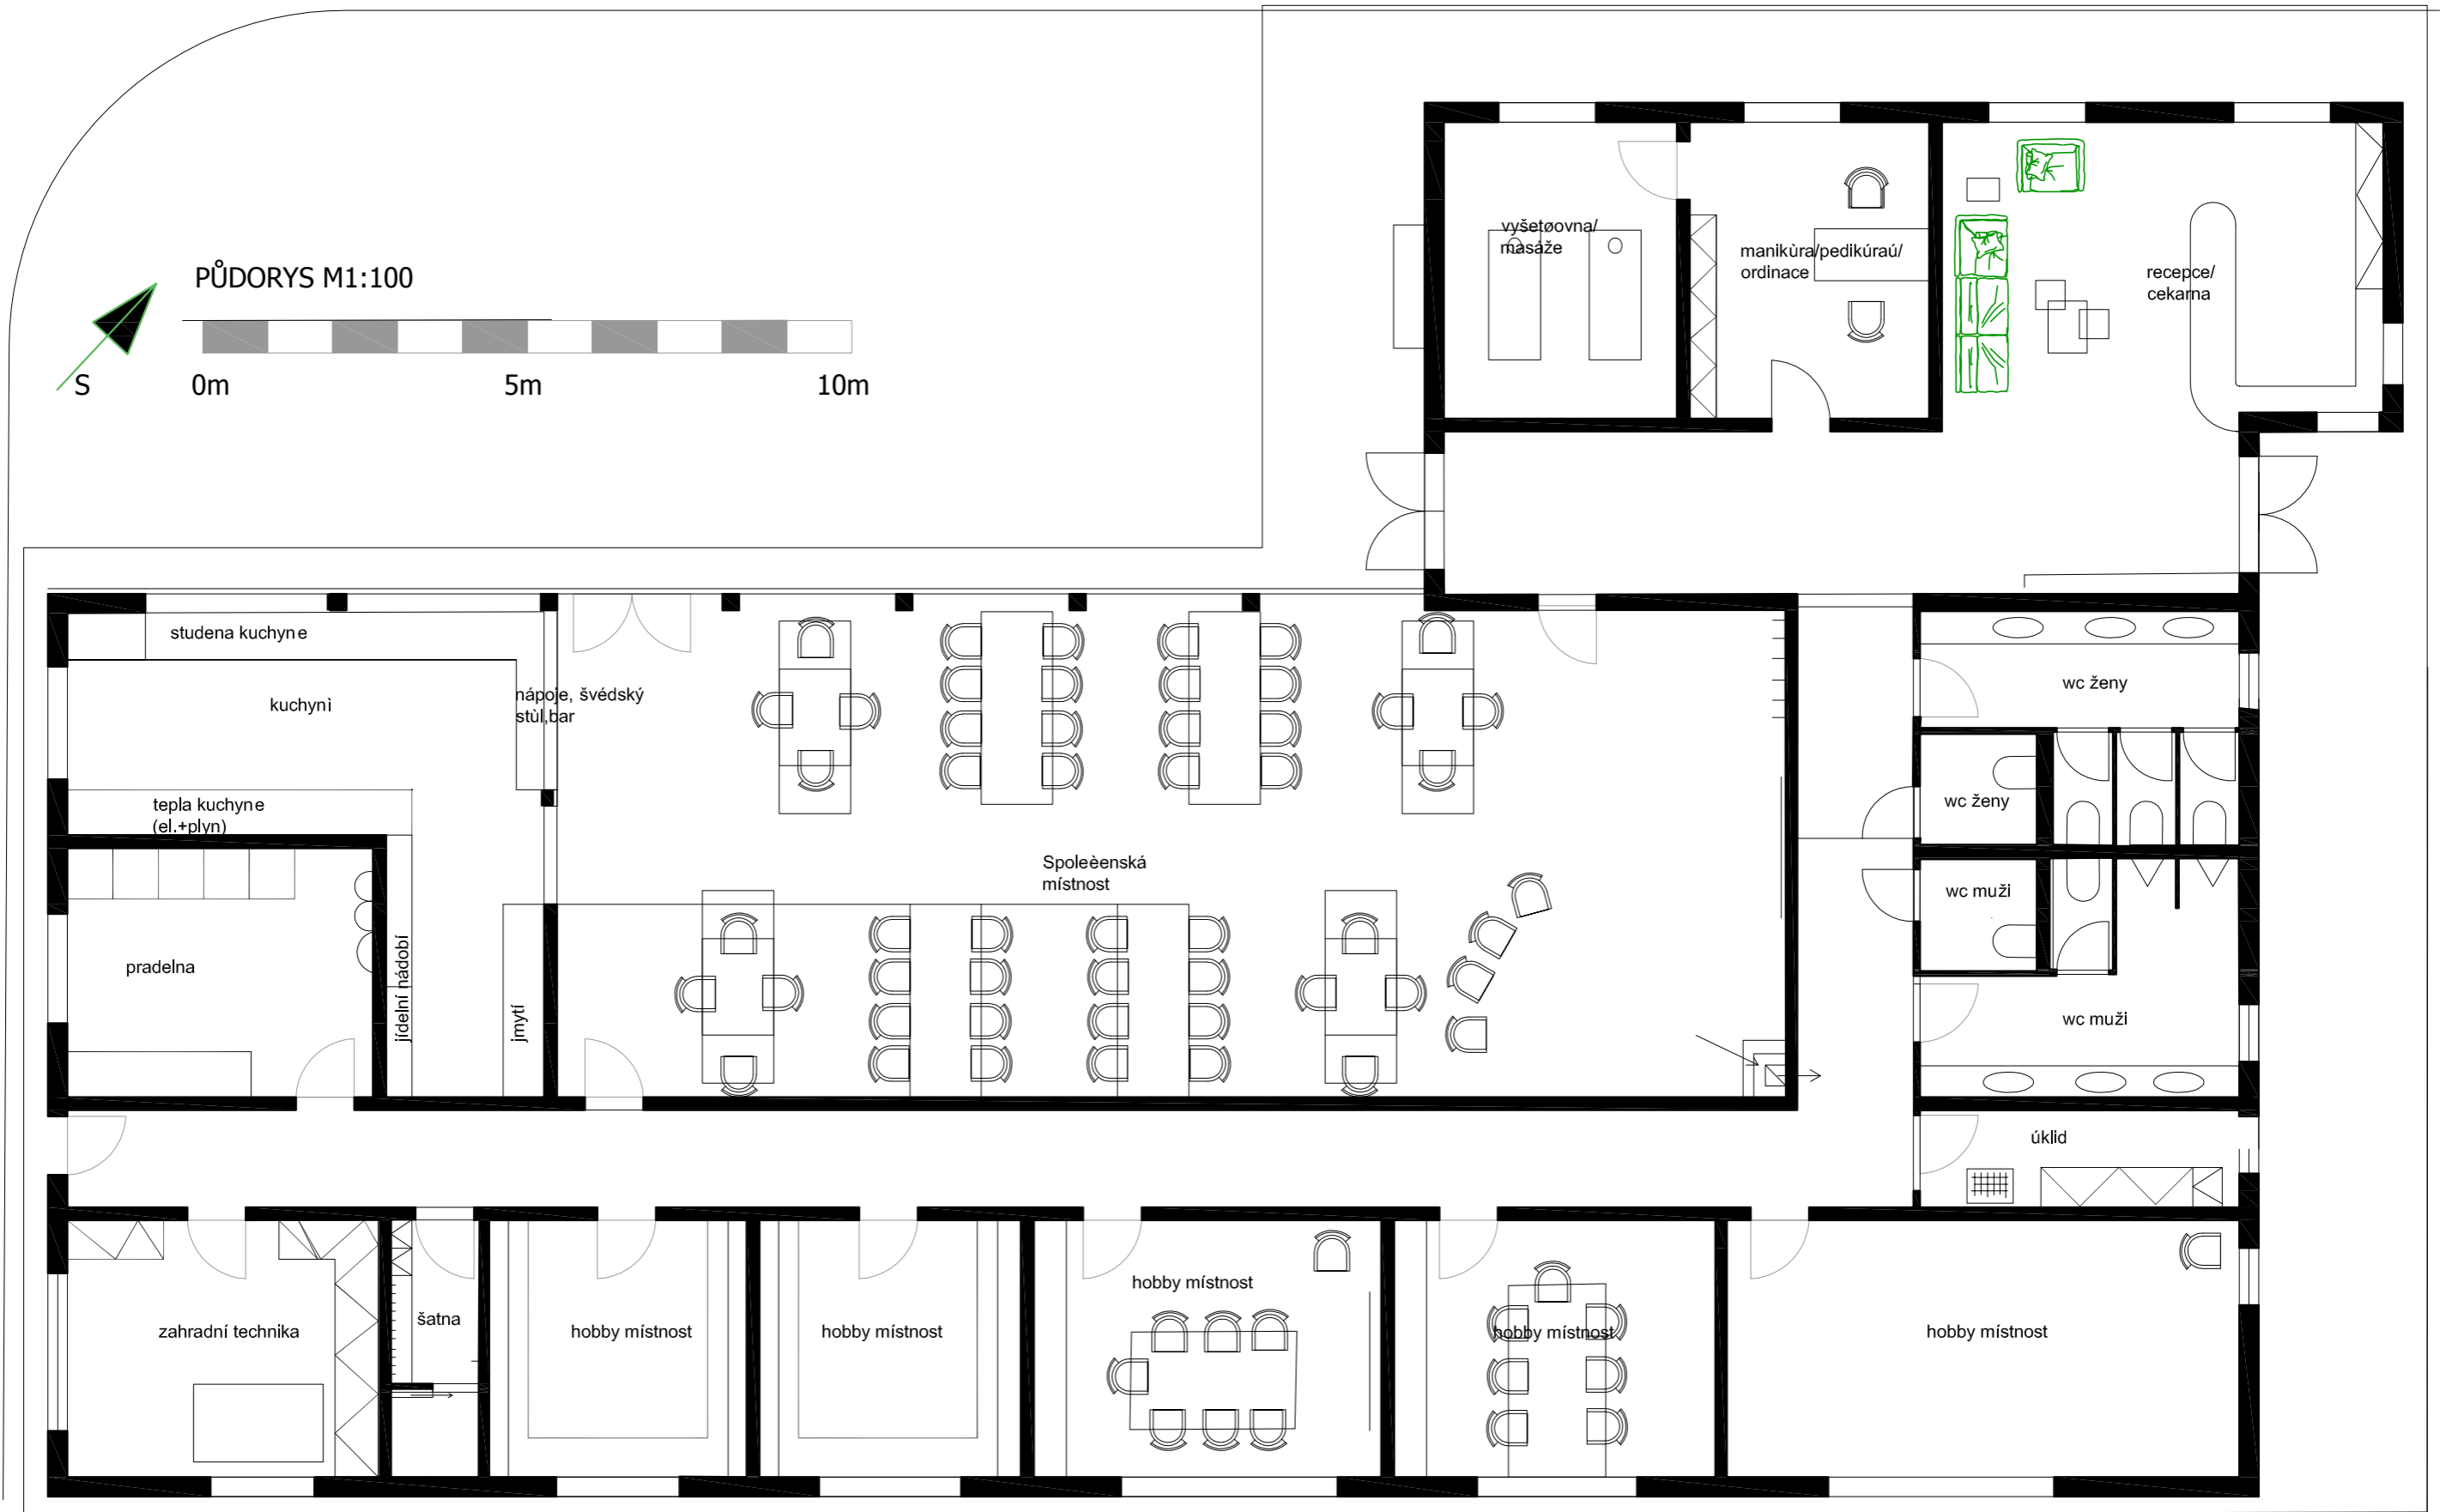 PŮDORYS M1:100
S
0m
5m
10m
vyšetøovna/
masáže
manikùra/pedikúraú/
ordinace
recepce/
cekarna
studena kuchyne
kuchynì
nápoje, švédský
stùl,bar
tepla kuchyne
(el.+plyn)
pradelna
jídelní nádobí
jmytí
Spoleèenská
místnost
wc ženy
wc ženy
wc muži
wc muži
úklid
zahradní technika
šatna
hobby místnost
hobby místnost
hobby místnost
hobby místnost
hobby místnost